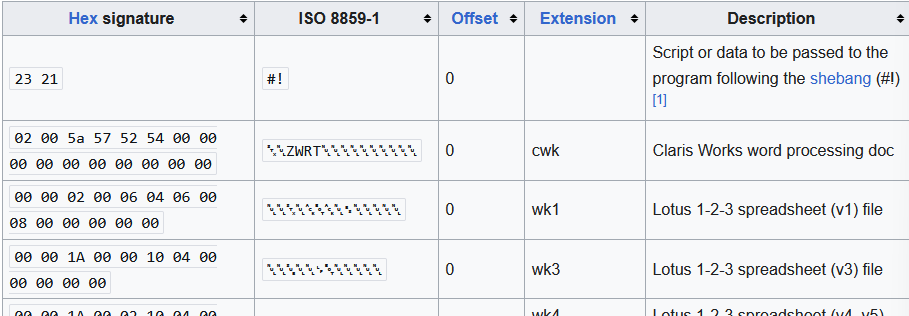 Hex signature ISO 8859-1 Offset Extension Description
23 21 #! 0 Script or data to be passed to the
program following the shebang (#!)
[1]
02 00 5a 57 52 54 00 00
00 00 00 00 00 00 00 00
␂␀ZWRT␀␀␀␀␀␀␀␀␀␀ 0 cwk Claris Works word processing doc
00 00 02 00 06 04 06 00
08 00 00 00 00 00
␀␀␂␀␆␄␆␀␈␀␀␀␀␀ 0 wk1 Lotus 1-2-3 spreadsheet (v1) file
00 00 1A 00 00 10 04 00
00 00 00 00
0 wk3 Lotus 1-2-3 spreadsheet (v3) file
00 00 1A 00 02 10 04 00
wk4 Lotus 1-2-3 spreadsheet (v4, v5)